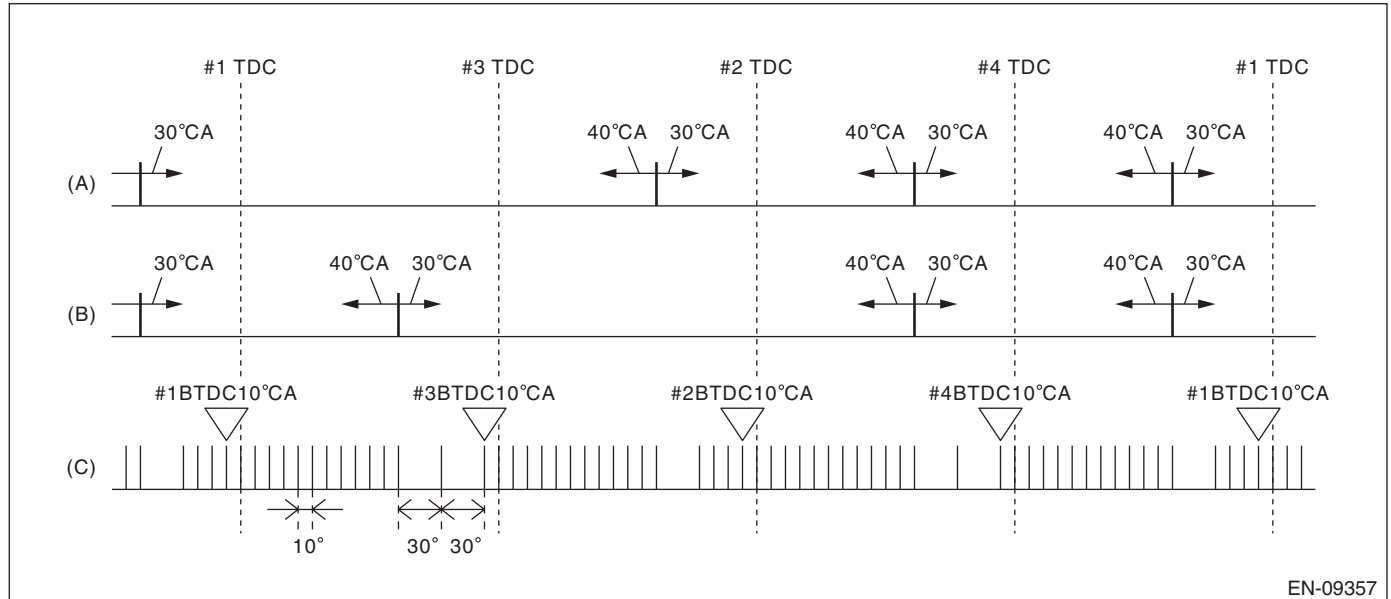 #1 TDC #3 TDC #2 TDC #4 TDC #1 TDC
30°CA 40°CA 30°CA 40°CA 30°CA 40°CA 30°CA
(A)
30°CA 40°CA 30°CA 40°CA 30°CA 40°CA 30°CA
(B)
#1BTDC10°CA #3BTDC10°CA #2BTDC10°CA #4BTDC10°CA #1BTDC10°CA
(C)
10° 30° 30°
EN-09357